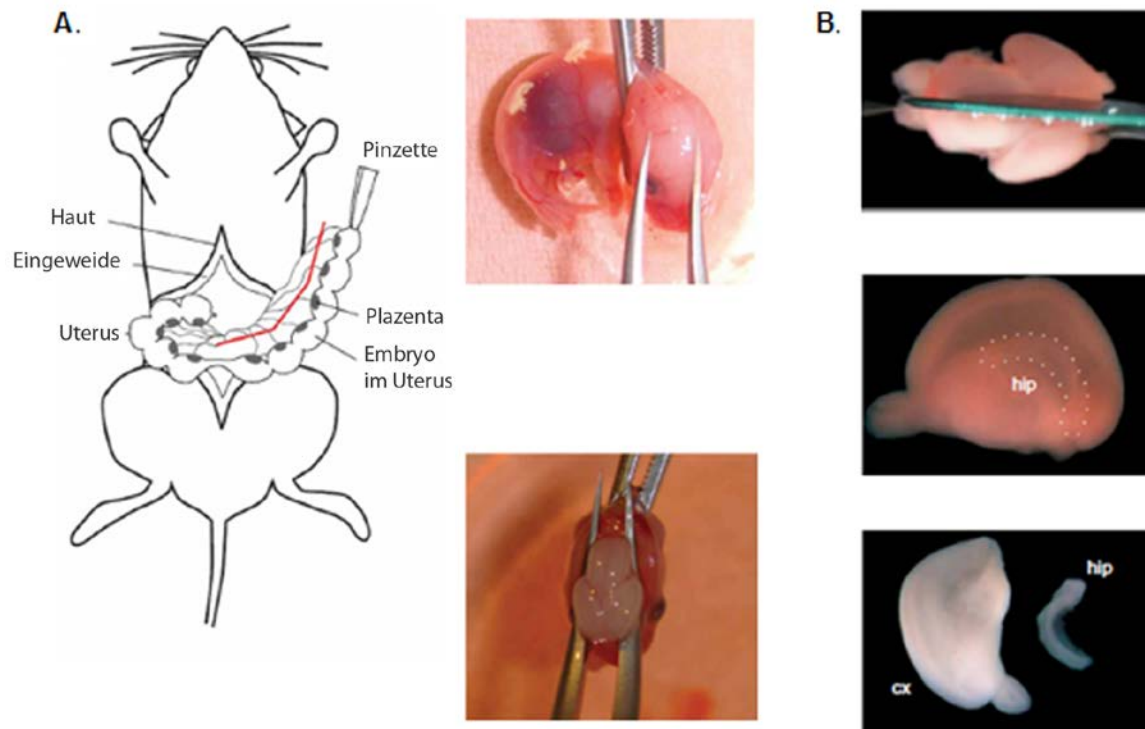 A.
Pinzette
Haut
Eingeweide
Uterus
Plazenta
Embryo
im Uterus
B.
hip
hip
cx